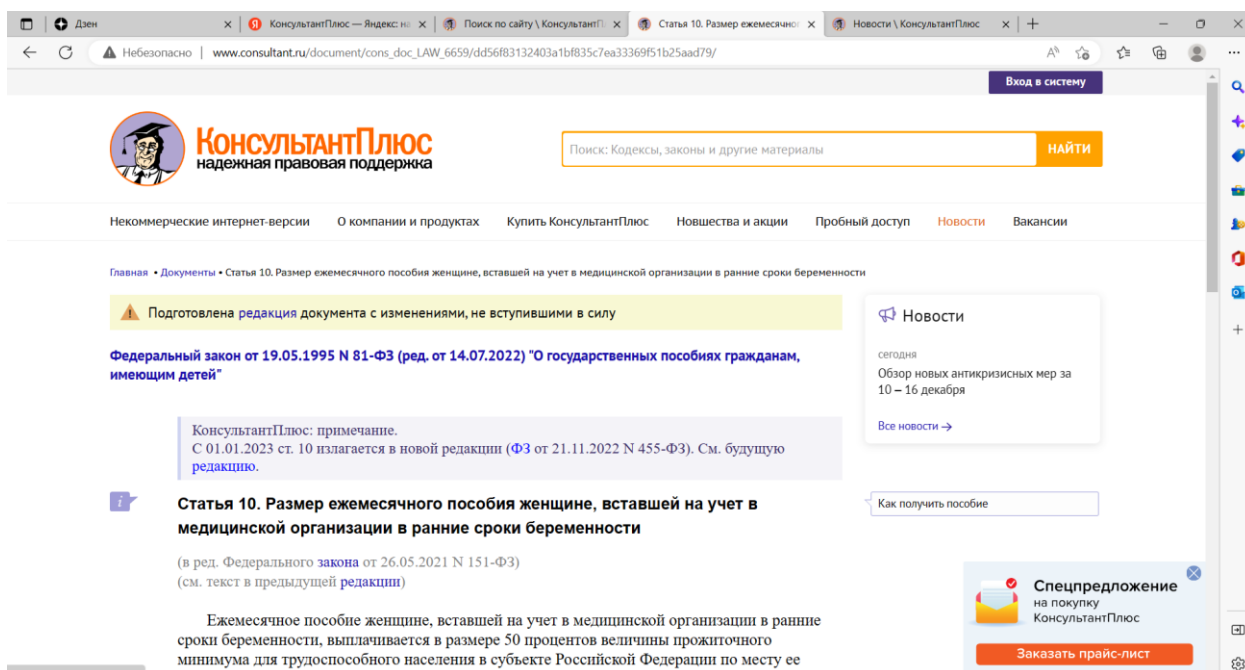 Дзен
КонсультантПлюс — Яндекс: на
Поиск по сайту \ КонсультантП
Статья 10. Размер ежемесячног
Новости \ КонсультантПлюс
Небезопасно | www.consultant.ru/document/cons_doc_LAW_6659/dd56f83132403a1bf835c7ea33369f51b25aad79/
Вход в систему
КонсультантПлюс
надежная правовая поддержка
Поиск: Кодексы, законы и другие материалы
НАЙТИ
Некоммерческие интернет-версии О компании и продуктах Купить КонсультантПлюс Новшества и акции Пробный доступ Новости Вакансии
Главная • Документы • Статья 10. Размер ежемесячного пособия женщине, вставшей на учет в медицинской организации в ранние сроки беременности
Подготовлена редакция документа с изменениями, не вступившими в силу
Федеральный закон от 19.05.1995 N 81-ФЗ (ред. от 14.07.2022) "О государственных пособиях гражданам,
имеющим детей"
КонсультантПлюс: примечание.
С 01.01.2023 ст. 10 излагается в новой редакции (ФЗ от 21.11.2022 N 455-ФЗ). См. будущую
редакцию.
Статья 10. Размер ежемесячного пособия женщине, вставшей на учет в
медицинской организации в ранние сроки беременности
(в ред. Федерального закона от 26.05.2021 N 151-ФЗ)
(см. текст в предыдущей редакции)
Ежемесячное пособие женщине, вставшей на учет в медицинской организации в ранние
сроки беременности, выплачивается в размере 50 процентов величины прожиточного
минимума для трудоспособного населения в субъекте Российской Федерации по месту ее
Новости
сегодня
Обзор новых антикризисных мер за
10 – 16 декабря
Все новости →
Как получить пособие
Спецпредложение
на покупку
КонсультантПлюс
Заказать прайс-лист